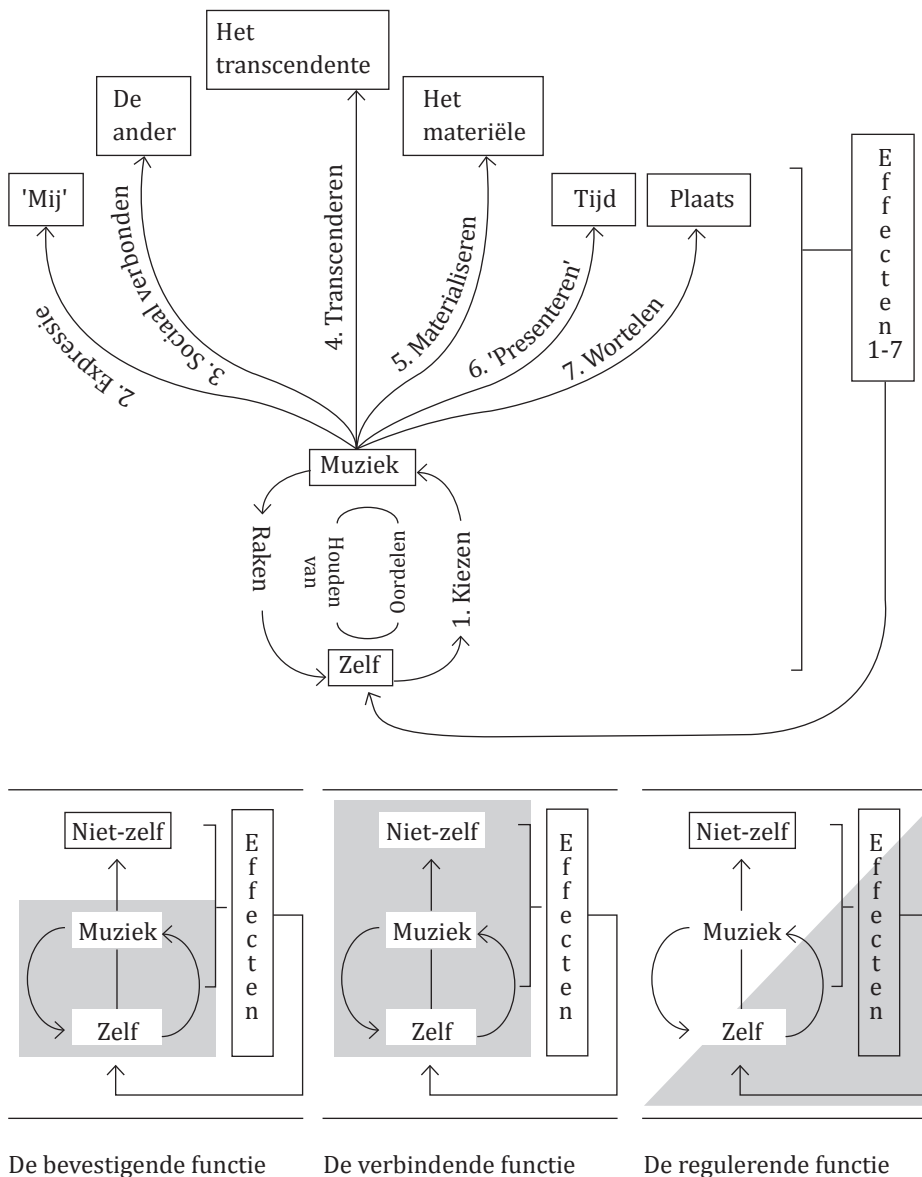 Het
transcendente
De
ander
Het
materiële
'Mij'
Tijd
Plaats
2. Expressie
3. Sociaal verbonden
4. Transcenderen
5. Materialiseren
6. 'Presenteren'
7. Wortelen
Effecten
1-7
Muziek
Raken
Houden
van
Oordelen
1. Kiezen
Zelf
Niet-zelf
Muziek
Zelf
Effecten
De bevestigende functie
Niet-zelf
Muziek
Zelf
Effecten
De verbindende functie
Niet-zelf
Muziek
Zelf
Effecten
De regulerende functie